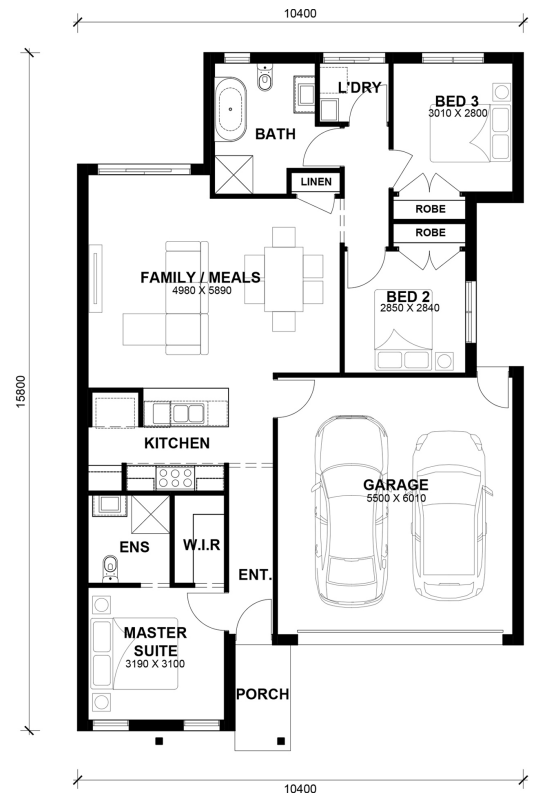 10400
L'DRY
BED 3
3010 X 2800
BATH
LINEN
ROBE
ROBE
FAMILY / MEALS
4980 X 5890
BED 2
2850 X 2840
15800
KITCHEN
GARAGE
5500 X 6010
ENS
W.I.R
ENT.
MASTER
SUITE
3190 X 3100
PORCH
10400